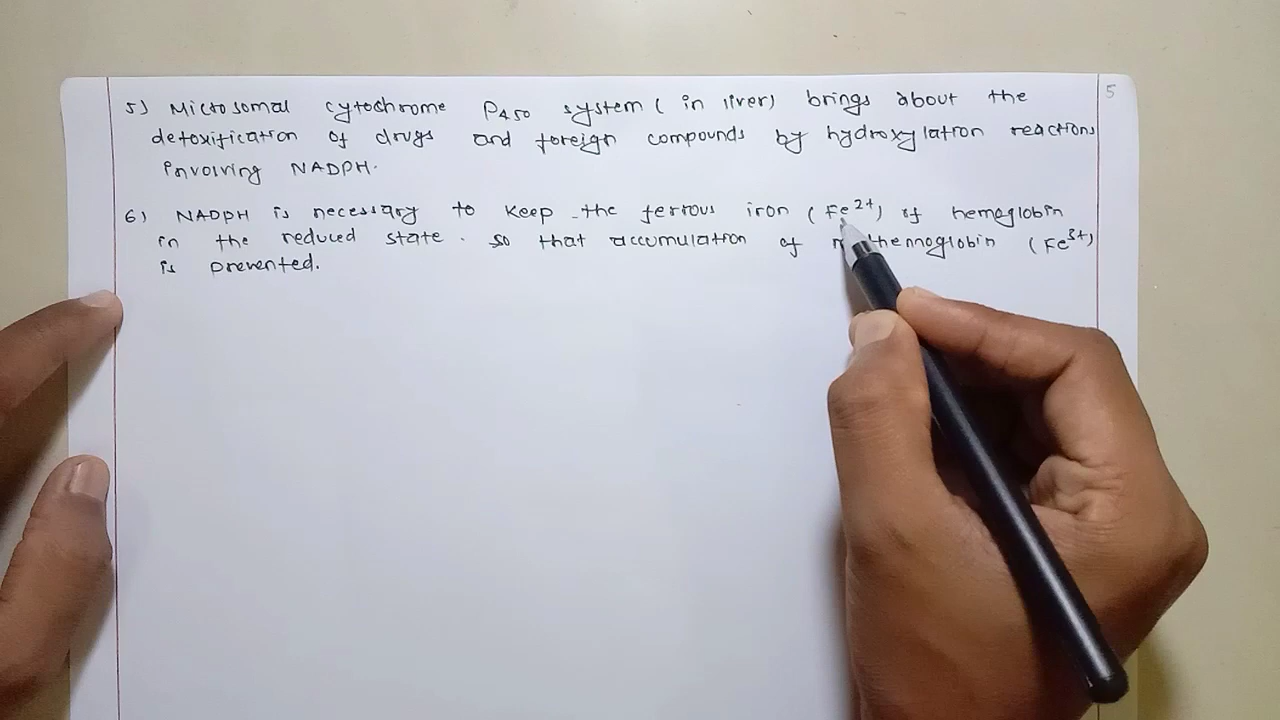 5
5) Microsomal cytochrome P450 system ( in liver) brings about the
detoxification of drugs and foreign compounds by hydroxylation reactions
involving NADPH.
6) NADPH is necessary to keep the ferrous iron ( Fe2+) of hemoglobin
in the reduced state . so that accumulation of (Fe3+)
is prevented.